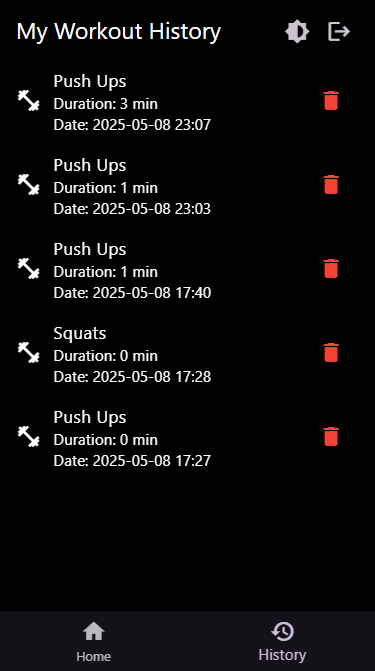 My Workout History
Push Ups
Duration: 3 min
Date: 2025-05-08 23:07
Push Ups
Duration: 1 min
Date: 2025-05-08 23:03
Push Ups
Duration: 1 min
Date: 2025-05-08 17:40
Squats
Duration: 0 min
Date: 2025-05-08 17:28
Push Ups
Duration: 0 min
Date: 2025-05-08 17:27
Home
History